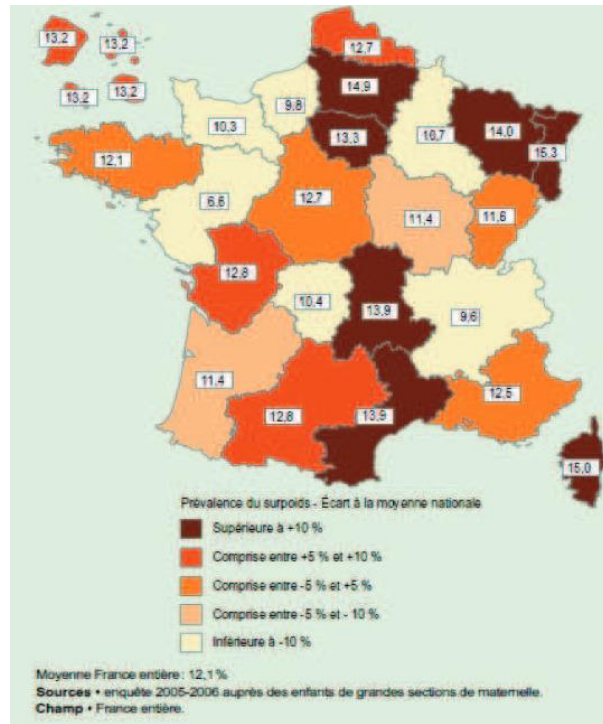 13,2
13,2
13,2
13,2
12,7
14,9
9,8
10,3
13,3
14,0
15,3
12,1
6,6
12,7
11,4
11,6
12,8
10,4
13,9
9,6
11,4
12,8
13,9
12,5
15,0
Prévalence du surpoids - Écart à la moyenne nationale
Supérieure à +10 %
Comprise entre +5 % et +10 %
Comprise entre -5 % et +5 %
Comprise entre -5 % et - 10 %
Inférieure à -10 %
Moyenne France entière : 12,1 %
Sources • enquête 2005-2006 auprès des enfants de grandes sections de maternelle.
Champ • France entière.